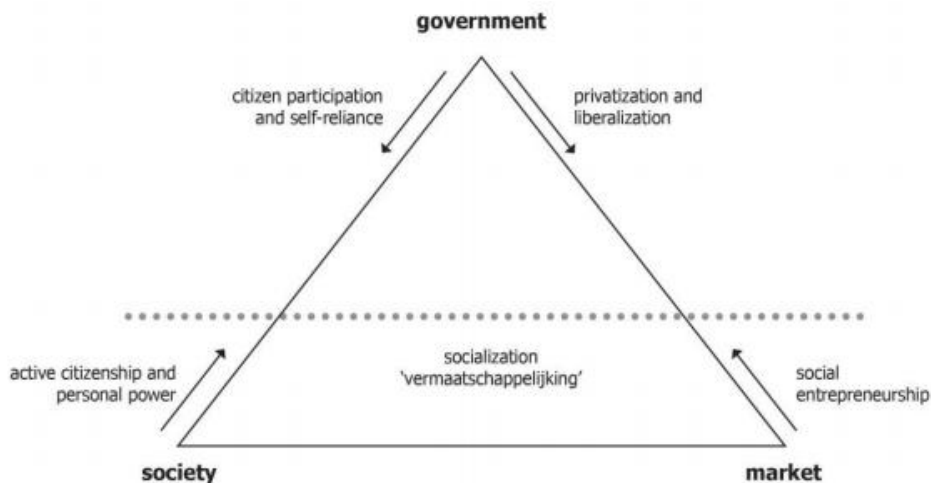 government
citizen participation
and self-reliance
privatization and
liberalization
active citizenship and
personal power
socialization
'vermaatschappelijking'
social
entrepreneurship
society
market